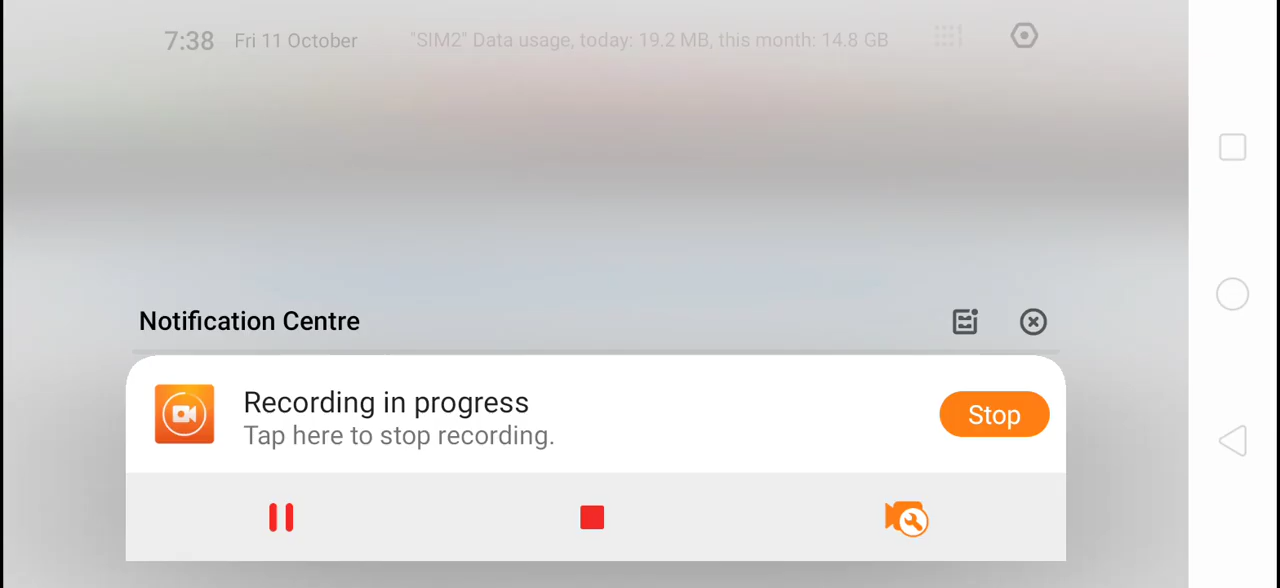 7:38 Fri 11 October "SIM2" Data usage, today: 19.2 MB, this month: 14.8 GB
Notification Centre
Recording in progress
Tap here to stop recording.
Stop